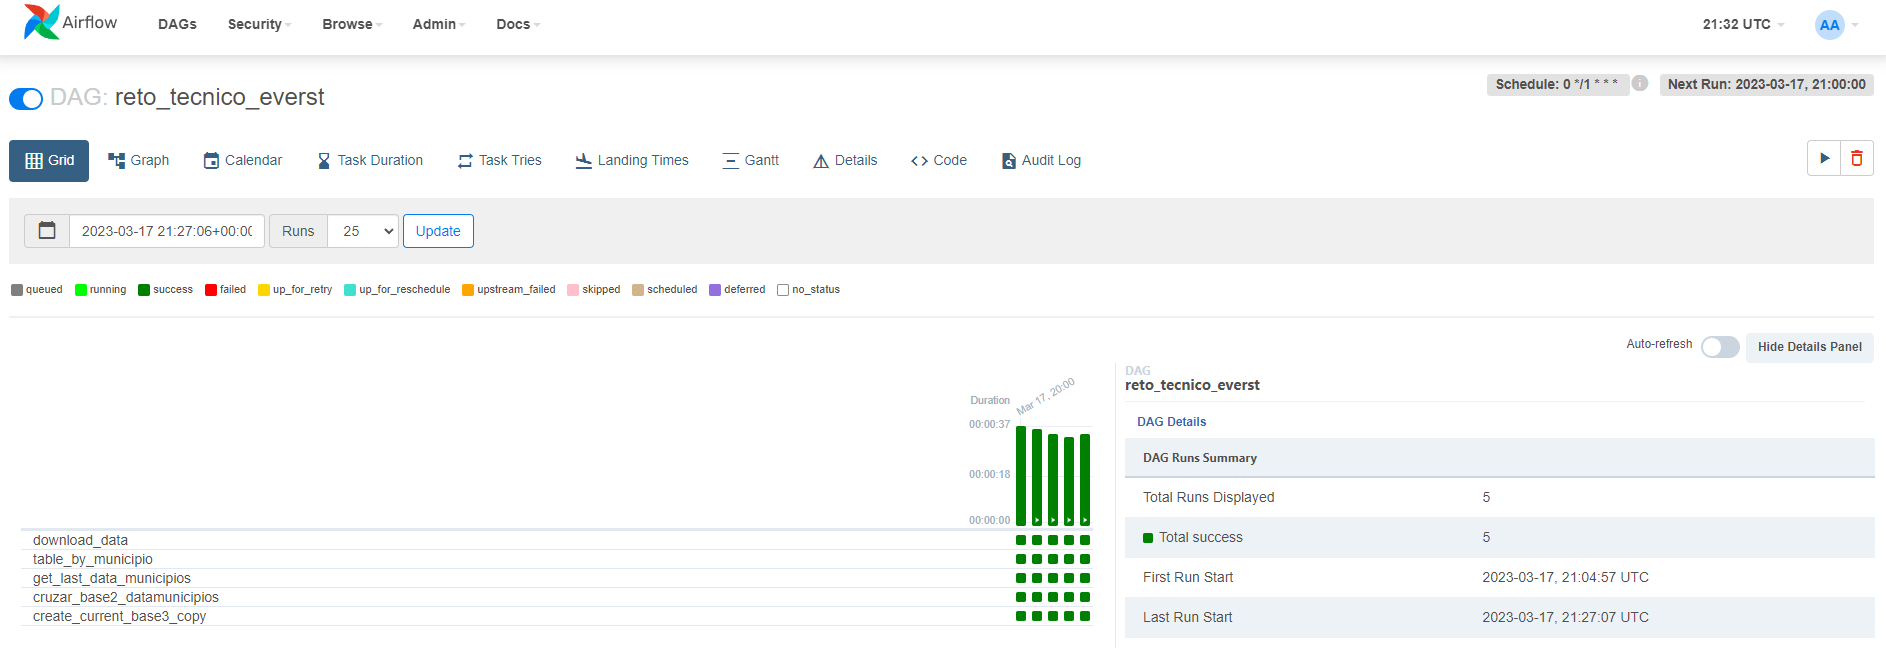 Airflow DAGs Security Browse Admin Docs 21:32 UTC AA
DAG: reto_tecnico_everst
Schedule: 0 */1 * * * i Next Run: 2023-03-17, 21:00:00
Grid Graph Calendar Task Duration Task Tries Landing Times Gantt Details Code Audit Log
2023-03-17 21:27:06+00:00 Runs 25 Update
queued running success failed up_for_retry up_for_reschedule upstream_failed skipped scheduled deferred no_status
Auto-refresh Hide Details Panel
Duration Mar 17, 20:00
00:00:37
00:00:18
00:00:00
download_data
table_by_municipio
get_last_data_municipios
cruzar_base2_datamunicipios
create_current_base3_copy
DAG
reto_tecnico_everst
DAG Details
DAG Runs Summary
Total Runs Displayed 5
Total success 5
First Run Start 2023-03-17, 21:04:57 UTC
Last Run Start 2023-03-17, 21:27:07 UTC